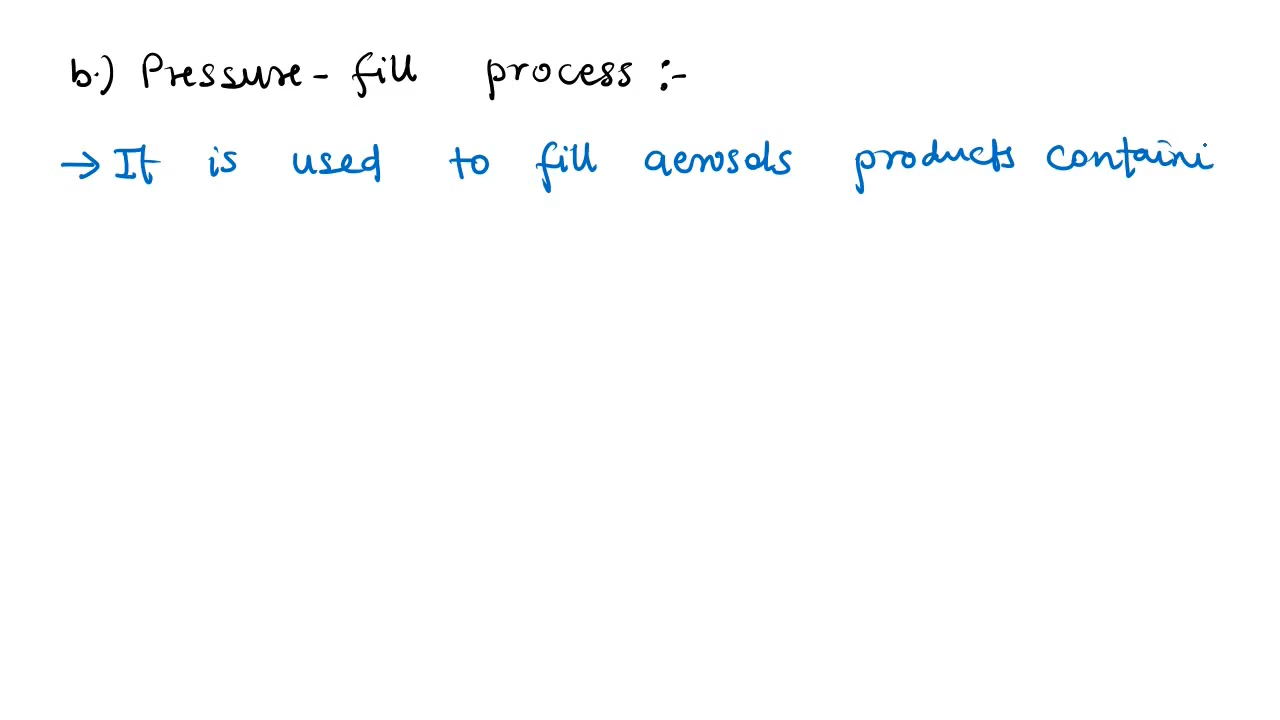 b.) Pressure - fill process :-
→ It is used to fill aerosols products containi